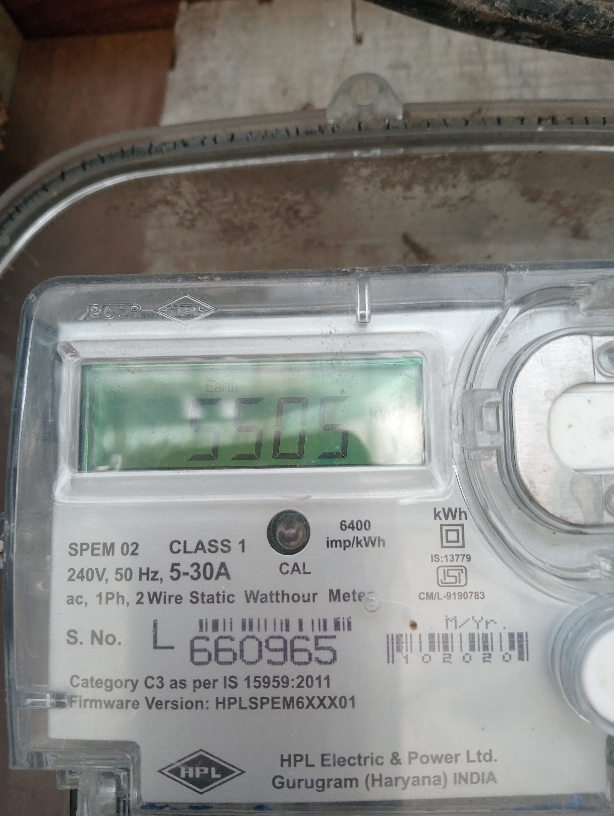 HPL
Earth
5505
kWh
6400
imp/kWh
kWh
SPEM 02 CLASS 1
CAL
IS:13779
240V, 50 Hz, 5-30A
ISI
CM/L-9190783
ac, 1Ph, 2 Wire Static Watthour Meter
S. No. L 660965
M/Yr.
102020
Category C3 as per IS 15959:2011
Firmware Version: HPLSPEM6XXX01
HPL
HPL Electric & Power Ltd.
Gurugram (Haryana) INDIA